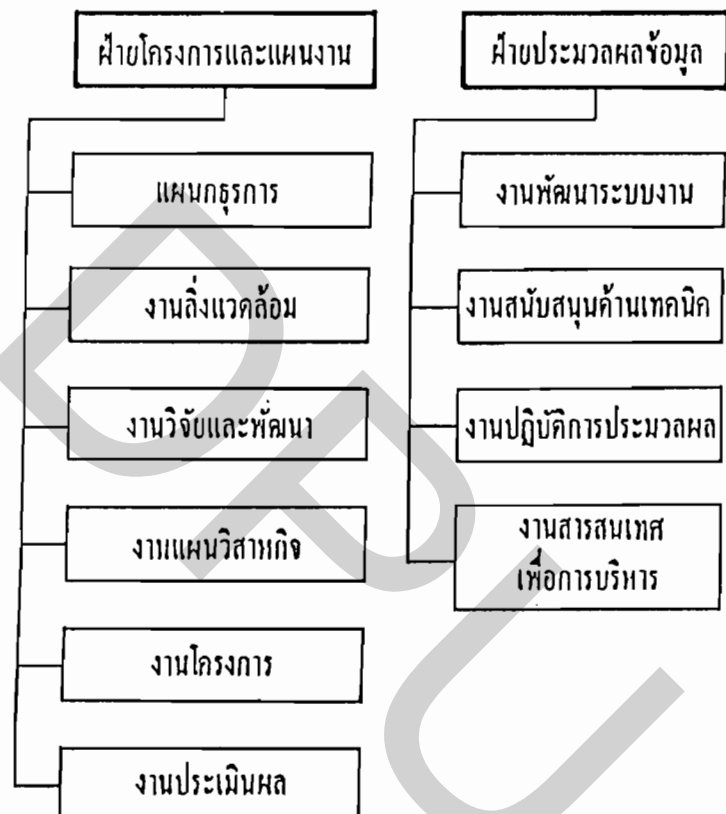 ฝ่ายโครงการและแผนงาน
แผนกธุรการ
งานสิ่งแวดล้อม
งานวิจัยและพัฒนา
งานแผนวิสาหกิจ
งานโครงการ
งานประเมินผล
ฝ่ายประมวลผลข้อมูล
งานพัฒนาระบบงาน
งานสนับสนุนด้านเทคนิค
งานปฏิบัติการประมวลผล
งานสารสนเทศ
เพื่อการบริหาร
DPU